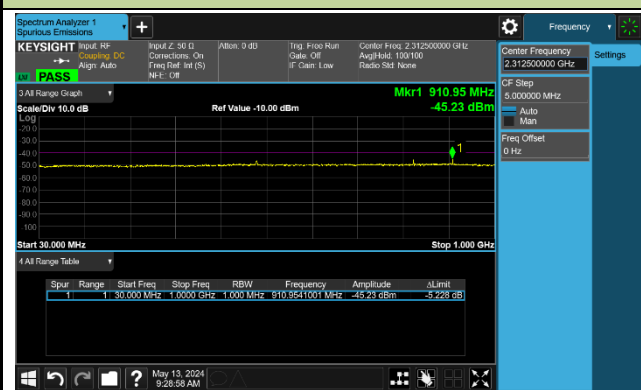 Spectrum Analyzer 1
Spurious Emissions
Frequency
KEYSIGHT
Input: RF
Coupling: DC
Align: Auto
Input Z: 50 Ω
Corrections: On
Freq Ref: Int (S)
NFE: Off
Atten: 0 dB
Trig: Free Run
Gate: Off
IF Gain: Low
Center Freq: 2.312500000 GHz
Avg|Hold: 100/100
Radio Std: None
PASS
Center Frequency
2.312500000 GHz
Settings
CF Step
5.000000 MHz
Auto
Man
Freq Offset
0 Hz
3 All Range Graph
Mkr1 910.95 MHz
Scale/Div 10.0 dB
Ref Value -10.00 dBm
-45.23 dBm
Log
-20.0
-30.0
-40.0
-50.0
-60.0
-70.0
-80.0
-90.0
-100
1
Start 30.000 MHz
Stop 1.000 GHz
4 All Range Table
Spur Range Start Freq Stop Freq RBW Frequency Amplitude ΔLimit
1 1 30.000 MHz 1.0000 GHz 1.000 MHz 910.9541001 MHz -45.23 dBm -5.228 dB
May 13, 2024
9:28:58 AM